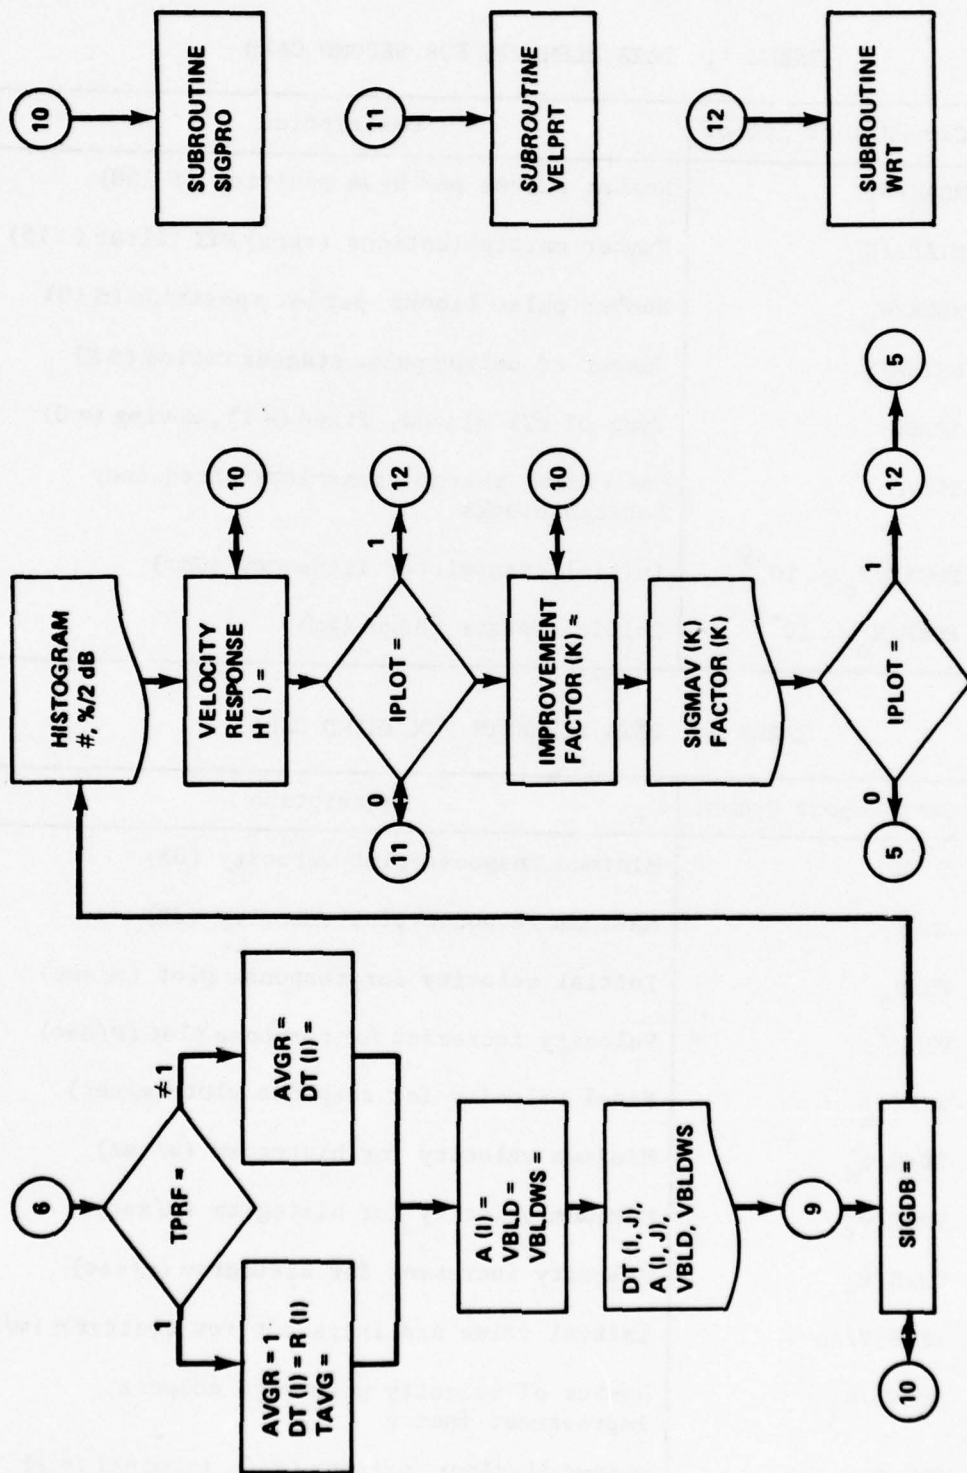 6
TPRF =
1
≠ 1
AVGR = 1
DT (I) = R (I)
TAVG =
AVGR =
DT (I) =
A (I) =
VBLD =
VBLDWS =
DT (I, J),
A (I, J),
VBLD, VBLDWS
9
SIGDB =
10
HISTOGRAM
#, %/2 dB
VELOCITY
RESPONSE
H( ) =
10
IPLOT =
0
1
11
12
IMPROVEMENT
FACTOR (K) ≈
10
SIGMAV (K,)
FACTOR (K)
IPLOT =
0
1
5
12
5
10
SUBROUTINE
SIGPRO
11
SUBROUTINE
VELPRT
12
SUBROUTINE
WRT